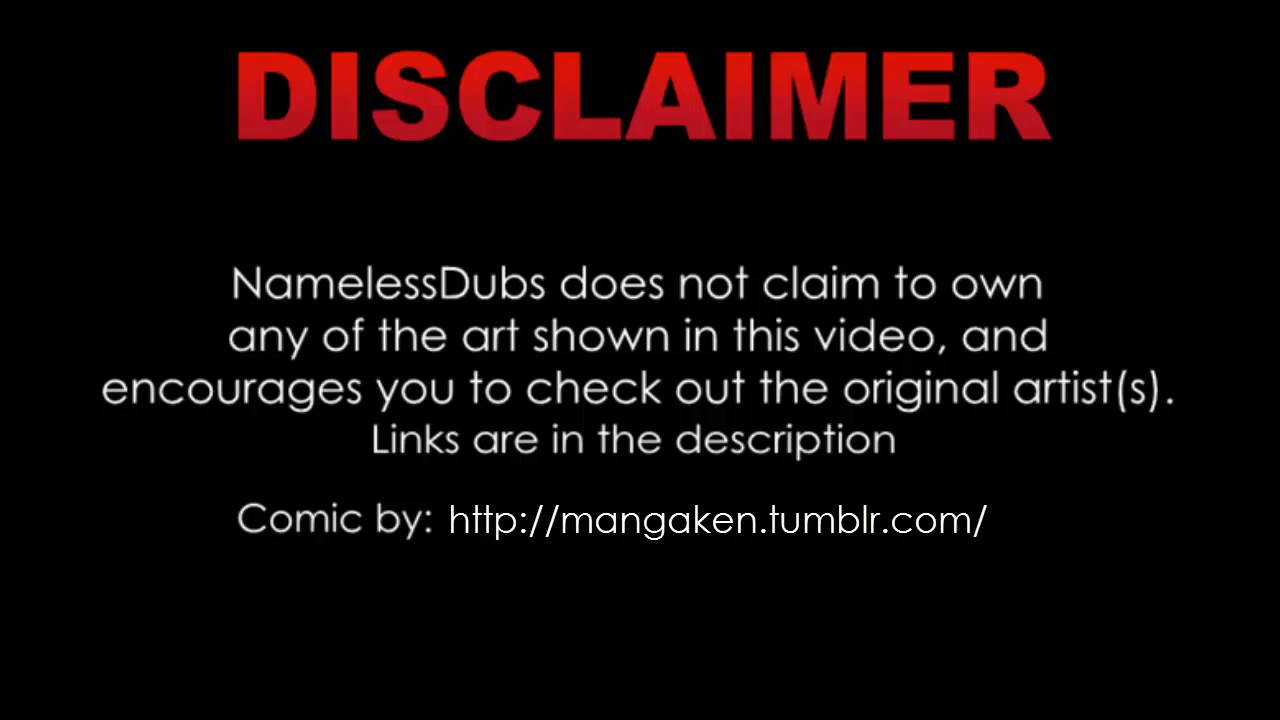 DISCLAIMER
NamelessDubs does not claim to own
any of the art shown in this video, and
encourages you to check out the original artist(s).
Links are in the description
Comic by: http://mangaken.tumblr.com/